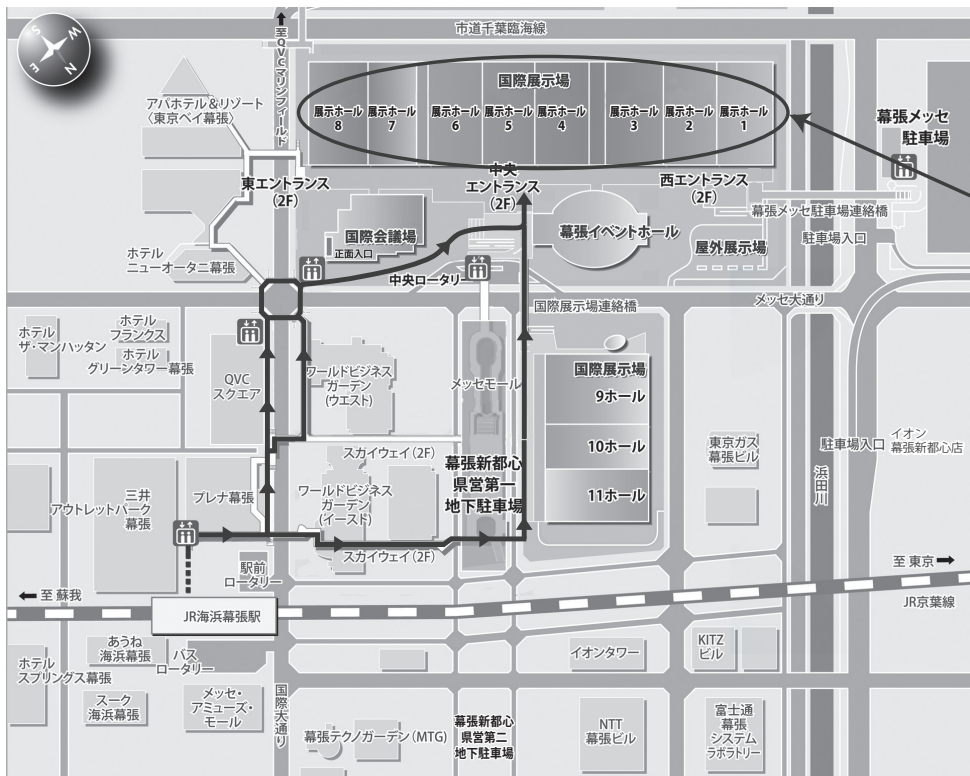 市道千葉臨海線
至QVCマリンフィールド
S
W
E
N
国際展示場
展示ホール
8
展示ホール
7
展示ホール
6
展示ホール
5
展示ホール
4
展示ホール
3
展示ホール
2
展示ホール
1
アパホテル&リゾート
〈東京ベイ幕張〉
幕張メッセ
駐車場
東エントランス
(2F)
中央
エントランス
(2F)
西エントランス
(2F)
幕張メッセ駐車場連絡橋
国際会議場
正面入口
幕張イベントホール
屋外展示場
駐車場入口
ホテル
ニューオータニ幕張
中央ロータリー
国際展示場連絡橋
メッセ大通り
ホテル
ザ・マンハッタン
ホテル
フランクス
ホテル
グリーンタワー幕張
QVC
スクエア
ワールドビジネス
ガーデン
(ウエスト)
メッセモール
国際展示場
9ホール
10ホール
11ホール
スカイウェイ(2F)
東京ガス
幕張ビル
駐車場入口
イオン
幕張新都心店
浜田川
幕張新都心
県営第一
地下駐車場
三井
アウトレットパーク
幕張
プレナ幕張
ワールドビジネス
ガーデン
(イースト)
スカイウェイ(2F)
駅前
ロータリー
至 蘇我
至 東京
JR海浜幕張駅
JR京葉線
あうね
海浜幕張
バス
ロータリー
イオンタワー
KITZ
ビル
ホテル
スプリングス幕張
スーク
海浜幕張
メッセ・
アミューズ・
モール
国際大通り
幕張テクノガーデン(MTG)
幕張新都心
県営第二
地下駐車場
NTT
幕張ビル
富士通
幕張
システム
ラボラトリー